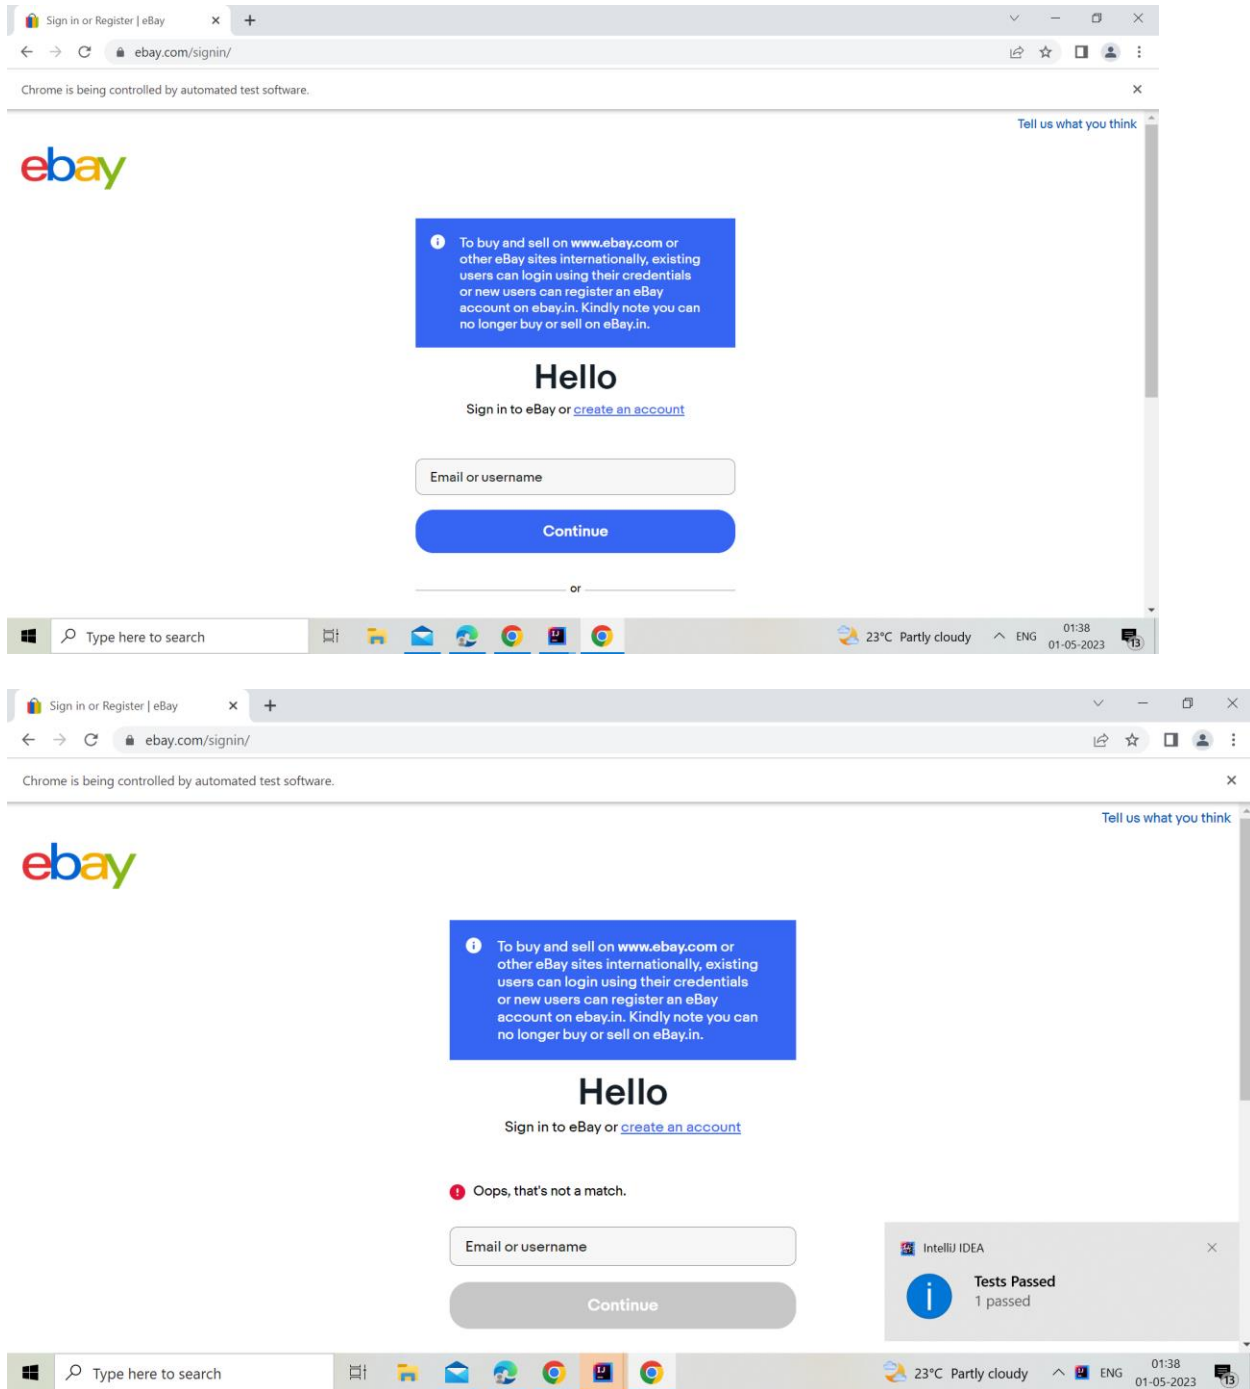 Sign in or Register | eBay
ebay.com/signin/
Chrome is being controlled by automated test software.
Tell us what you think
ebay
To buy and sell on www.ebay.com or
other eBay sites internationally, existing
users can login using their credentials
or new users can register an eBay
account on ebay.in. Kindly note you can
no longer buy or sell on eBay.in.
Hello
Sign in to eBay or create an account
Email or username
Continue
or
Type here to search
23°C Partly cloudy
ENG
01:38
01-05-2023
13
Sign in or Register | eBay
ebay.com/signin/
Chrome is being controlled by automated test software.
Tell us what you think
ebay
To buy and sell on www.ebay.com or
other eBay sites internationally, existing
users can login using their credentials
or new users can register an eBay
account on ebay.in. Kindly note you can
no longer buy or sell on eBay.in.
Hello
Sign in to eBay or create an account
Oops, that's not a match.
Email or username
Continue
IntelliJ IDEA
Tests Passed
1 passed
Type here to search
23°C Partly cloudy
ENG
01:38
01-05-2023
13